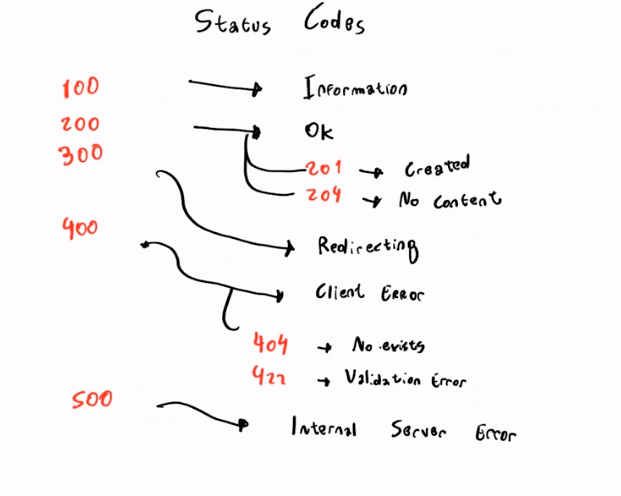 Status Codes
100 Information
200 Ok
300
201 Created
204 No Content
400
Redirecting
Client Error
404 No exists
422 Validation Error
500
Internal Server Error